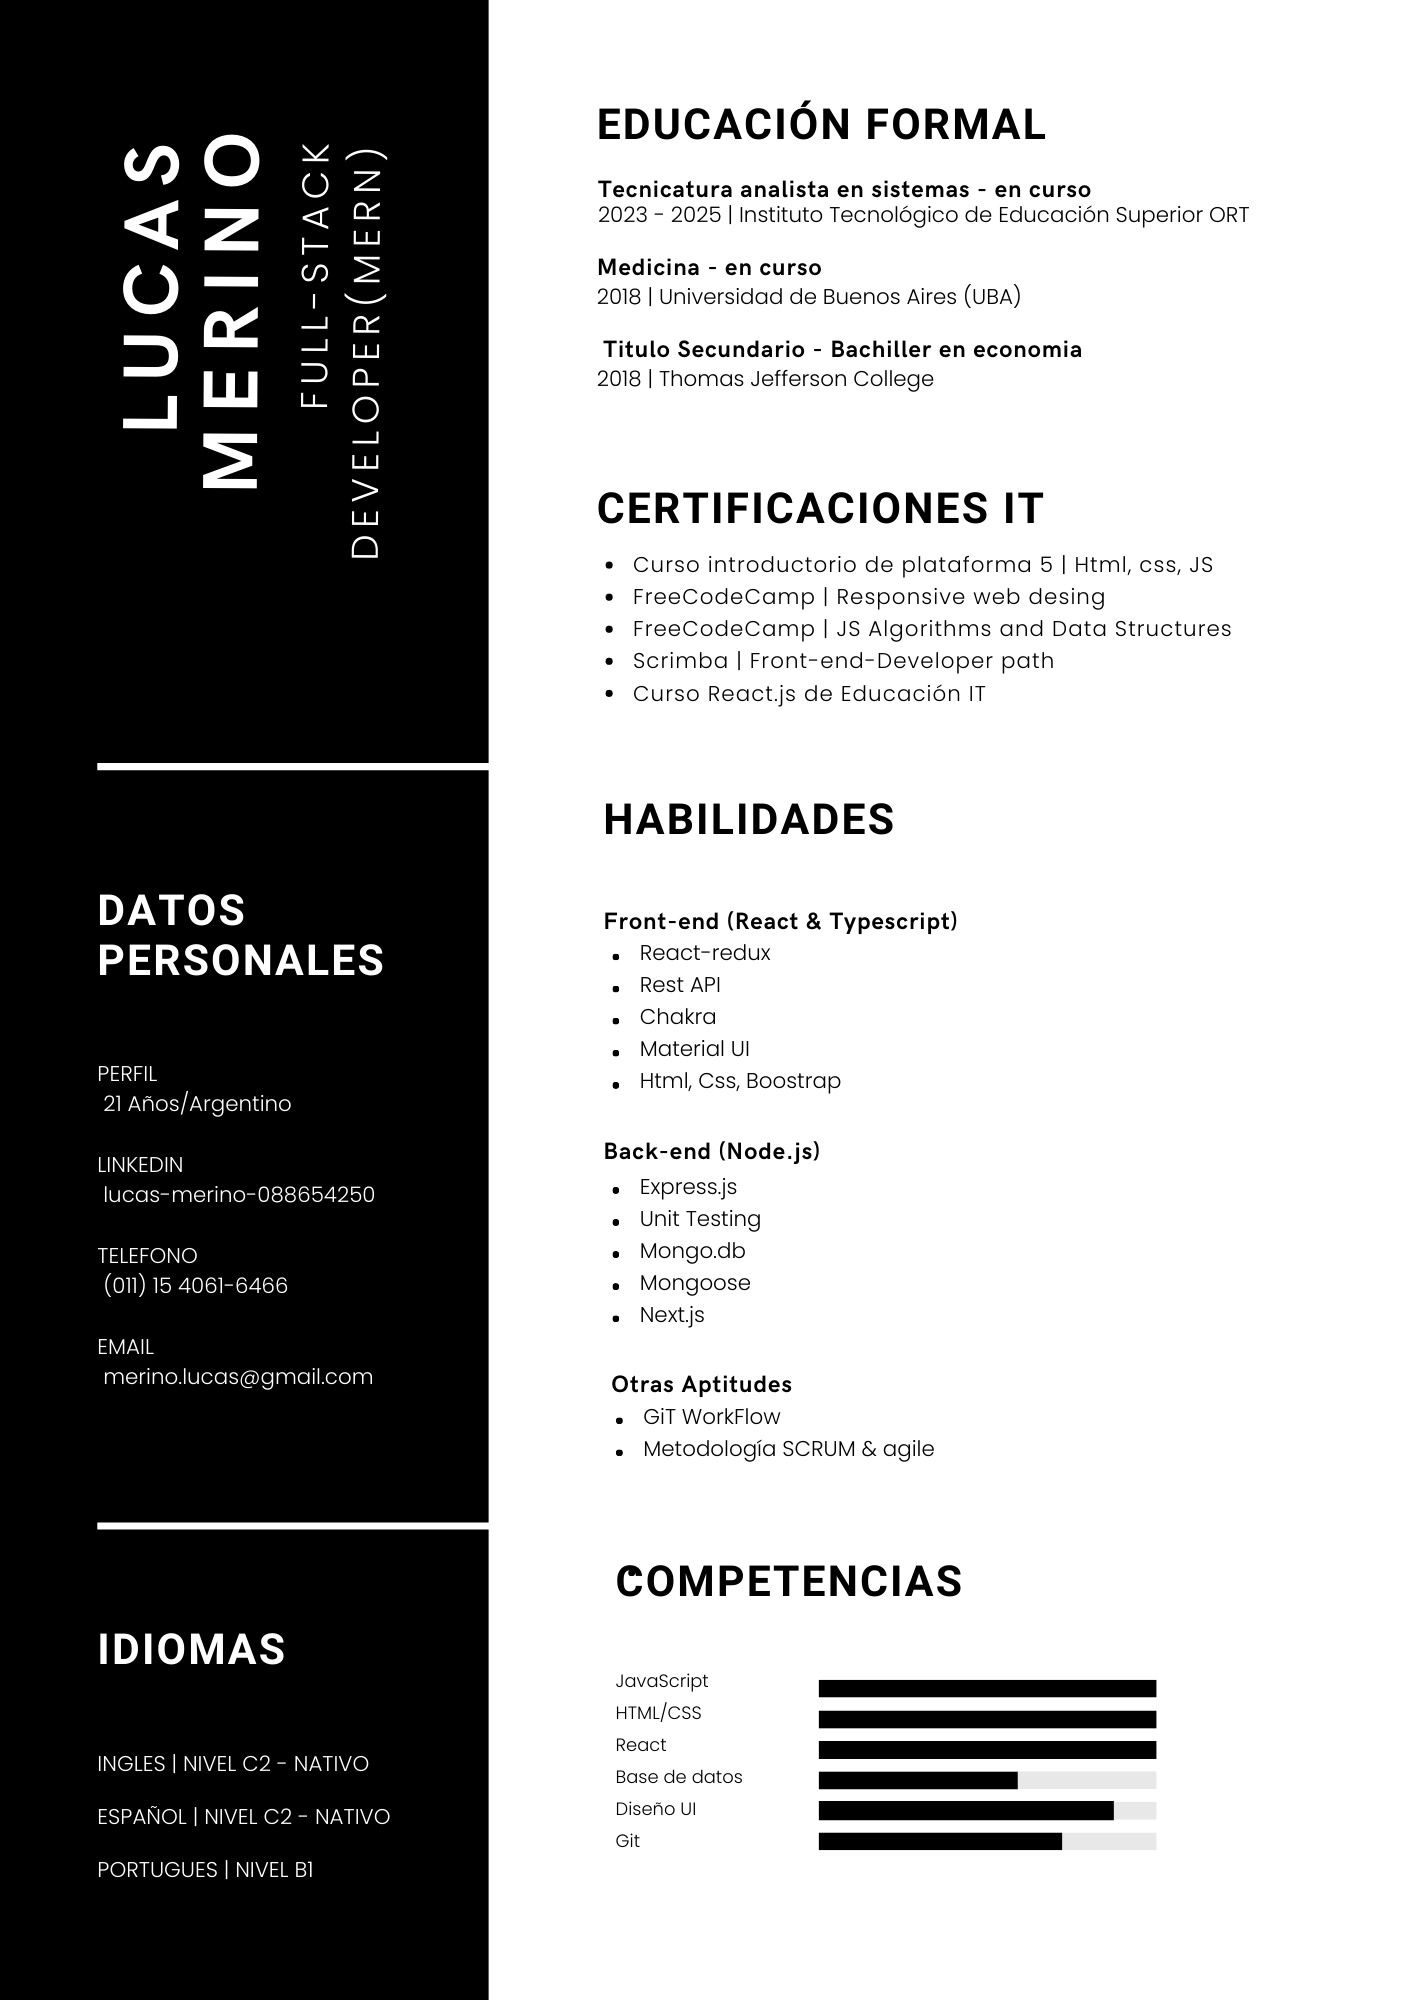 LUCAS
MERINO
FULL-STACK
DEVELOPER(MERN)
DATOS
PERSONALES
PERFIL
21 Años/Argentino
LINKEDIN
lucas-merino-088654250
TELEFONO
(011) 15 4061-6466
EMAIL
merino.lucas@gmail.com
IDIOMAS
INGLES | NIVEL C2 - NATIVO
ESPAÑOL | NIVEL C2 - NATIVO
PORTUGUES | NIVEL B1
EDUCACIÓN FORMAL
Tecnicatura analista en sistemas - en curso
2023 - 2025 | Instituto Tecnológico de Educación Superior ORT
Medicina - en curso
2018 | Universidad de Buenos Aires (UBA)
Titulo Secundario - Bachiller en economia
2018 | Thomas Jefferson College
CERTIFICACIONES IT
• Curso introductorio de plataforma 5 | Html, css, JS
• FreeCodeCamp | Responsive web desing
• FreeCodeCamp | JS Algorithms and Data Structures
• Scrimba | Front-end-Developer path
• Curso React.js de Educación IT
HABILIDADES
Front-end (React & Typescript)
• React-redux
• Rest API
• Chakra
• Material UI
• Html, Css, Boostrap
Back-end (Node.js)
• Express.js
• Unit Testing
• Mongo.db
• Mongoose
• Next.js
Otras Aptitudes
• GiT WorkFlow
• Metodología SCRUM & agile
COMPETENCIAS
JavaScript
HTML/CSS
React
Base de datos
Diseño UI
Git